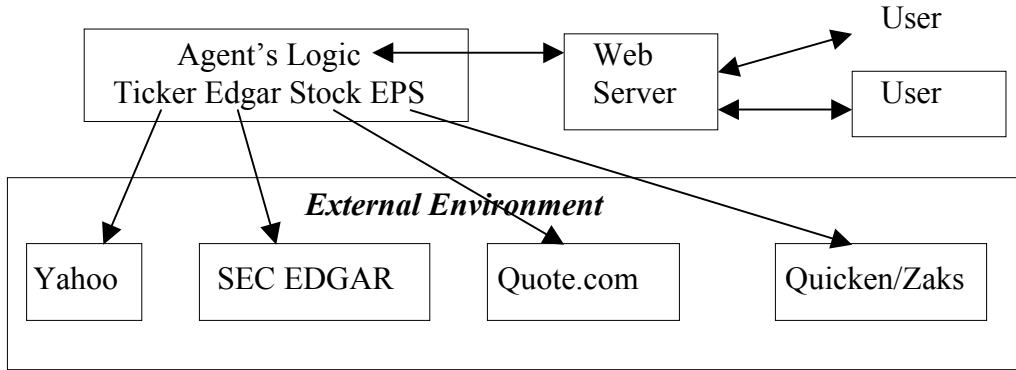 User
Agent’s Logic
Ticker Edgar Stock EPS
Web
Server
User
External Environment
Yahoo
SEC EDGAR
Quote.com
Quicken/Zaks